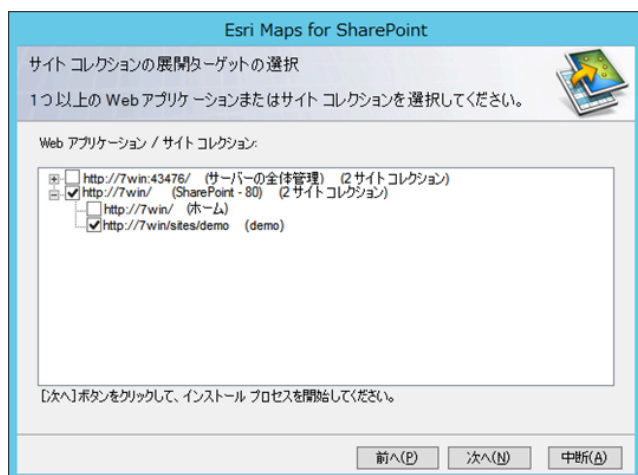 Esri Maps for SharePoint
サイト コレクションの展開ターゲットの選択
1つ以上の Web アプリケーションまたはサイト コレクションを選択してください。
Web アプリケーション / サイト コレクション:
http://7win:43476/ (サーバーの全体管理) (2 サイトコレクション)
http://7win/ (SharePoint - 80) (2 サイトコレクション)
http://7win/ (ホーム)
http://7win/sites/demo (demo)
[次へ]ボタンをクリックして、インストール プロセスを開始してください。
前へ(P) 次へ(N) 中断(A)